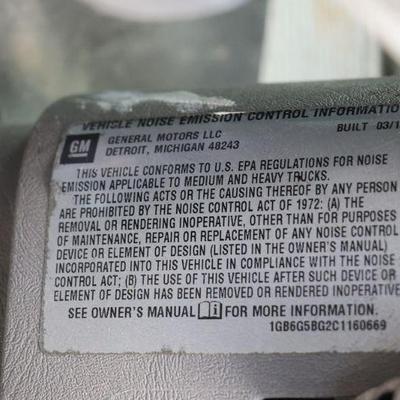 VEHICLE NOISE EMISSION CONTROL INFORMATION
GM
GENERAL MOTORS LLC
DETROIT, MICHIGAN 48243
BUILT 03/1
THIS VEHICLE CONFORMS TO U.S. EPA REGULATIONS FOR NOISE
EMISSION APPLICABLE TO MEDIUM AND HEAVY TRUCKS.
THE FOLLOWING ACTS OR THE CAUSING THEREOF BY ANY PERSON
ARE PROHIBITED BY THE NOISE CONTROL ACT OF 1972: (A) THE
REMOVAL OR RENDERING INOPERATIVE, OTHER THAN FOR PURPOSES
OF MAINTENANCE, REPAIR OR REPLACEMENT OF ANY NOISE CONTROL
DEVICE OR ELEMENT OF DESIGN (LISTED IN THE OWNER'S MANUAL)
INCORPORATED INTO THIS VEHICLE IN COMPLIANCE WITH THE NOISE
CONTROL ACT; (B) THE USE OF THIS VEHICLE AFTER SUCH DEVICE OR
ELEMENT OF DESIGN HAS BEEN REMOVED OR RENDERED INOPERATIVE
SEE OWNER'S MANUAL FOR MORE INFORMATION.
1GB6G5BG2C1160669